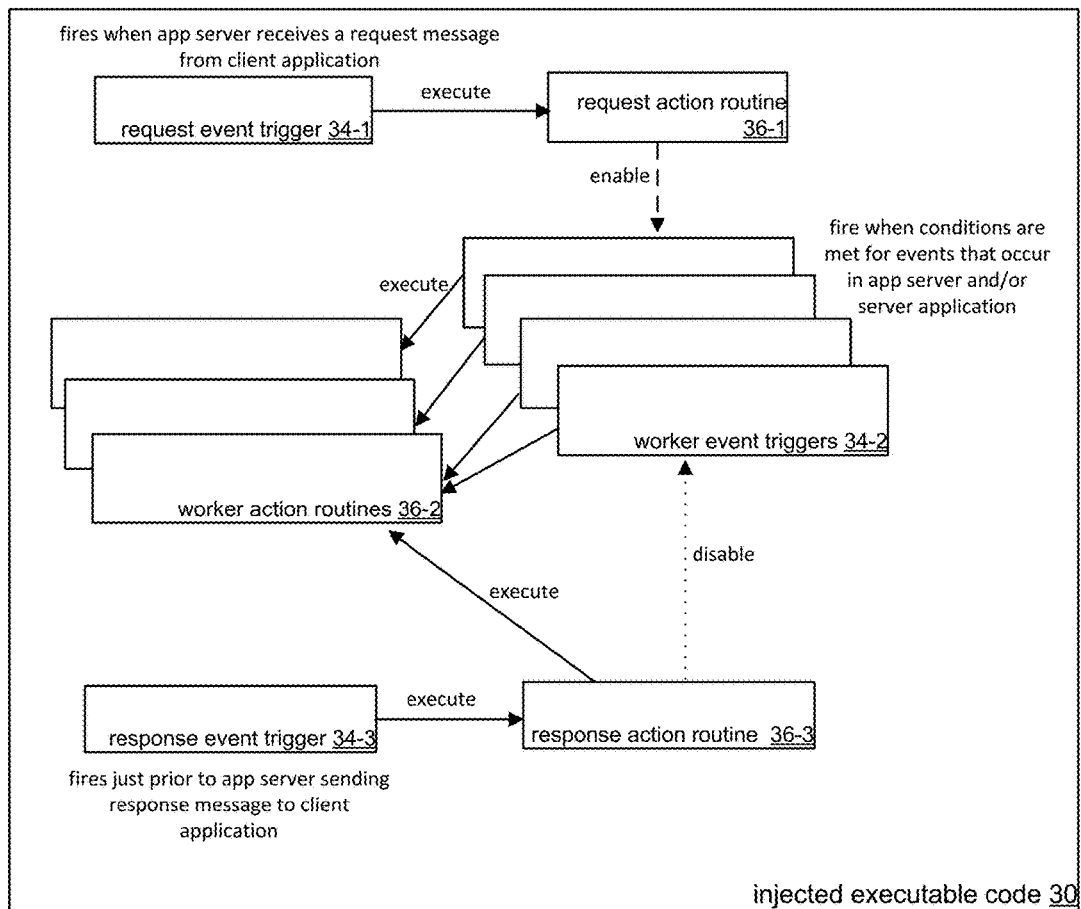 fires when app server receives a request message
from client application
execute
request event trigger 34-1
request action routine
36-1
enable
fire when conditions are
met for events that occur
in app server and/or
server application
execute
worker event triggers 34-2
worker action routines 36-2
disable
execute
execute
response event trigger 34-3
response action routine 36-3
fires just prior to app server sending
response message to client
application
injected executable code 30